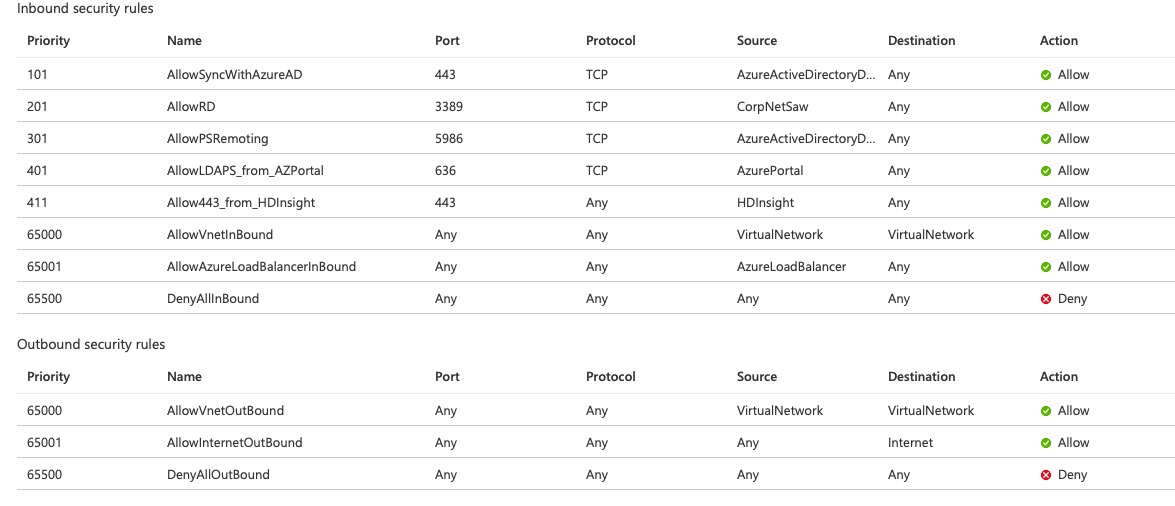 Inbound security rules
Priority Name Port Protocol Source Destination Action
101 AllowSyncWithAzureAD 443 TCP AzureActiveDirectoryD... Any Allow
201 AllowRD 3389 TCP CorpNetSaw Any Allow
301 AllowPSRemoting 5986 TCP AzureActiveDirectoryD... Any Allow
401 AllowLDAPS_from_AZPortal 636 TCP AzurePortal Any Allow
411 Allow443_from_HDInsight 443 Any HDInsight Any Allow
65000 AllowVnetInBound Any Any VirtualNetwork VirtualNetwork Allow
65001 AllowAzureLoadBalancerInBound Any Any AzureLoadBalancer Any Allow
65500 DenyAllInBound Any Any Any Any Deny
Outbound security rules
Priority Name Port Protocol Source Destination Action
65000 AllowVnetOutBound Any Any VirtualNetwork VirtualNetwork Allow
65001 AllowInternetOutBound Any Any Any Internet Allow
65500 DenyAllOutBound Any Any Any Any Deny